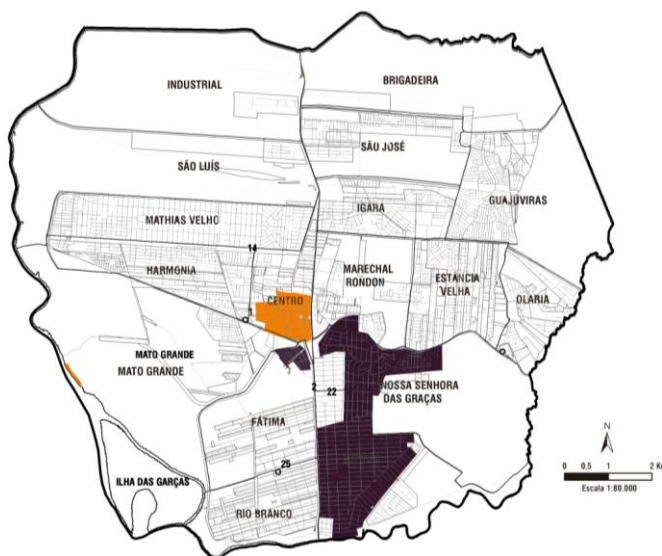 INDUSTRIAL
BRIGADEIRA
SÃO JOSÉ
SÃO LUÍS
IGARA
GUAJUVIRAS
MATHIAS VELHO
14
HARMONIA
MARECHAL
RONDON
ESTANCIA
VELHA
OLARIA
CENTRO
1
MATO GRANDE
MATO GRANDE
2
22
NOSSA SENHORA
DAS GRAÇAS
FÁTIMA
25
ILHA DAS GARÇAS
RIO BRANCO
N
0 0.5 1 2 K
Escala 1:80.000